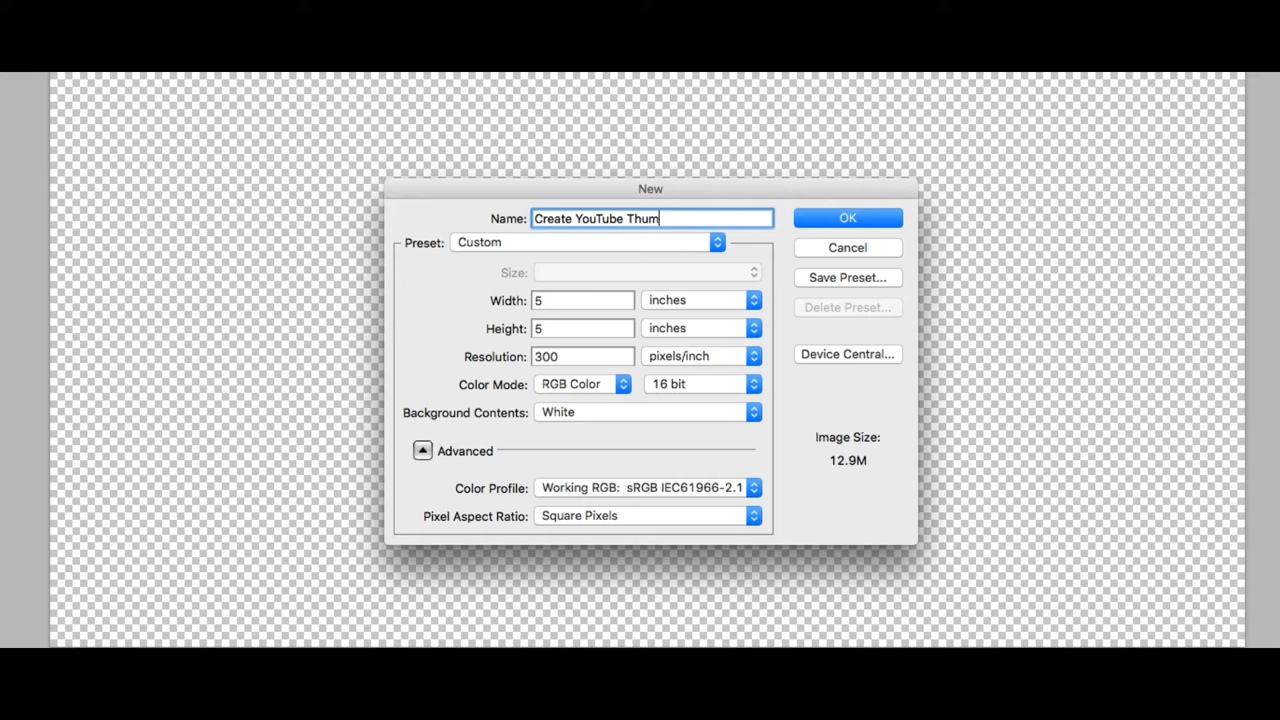 New
Name: Create YouTube Thum
OK
Preset: Custom
Cancel
Size:
Save Preset...
Width: 5 inches
Delete Preset...
Height: 5 inches
Resolution: 300 pixels/inch
Device Central...
Color Mode: RGB Color 16 bit
Background Contents: White
Image Size:
12.9M
Advanced
Color Profile: Working RGB: sRGB IEC61966-2.1
Pixel Aspect Ratio: Square Pixels